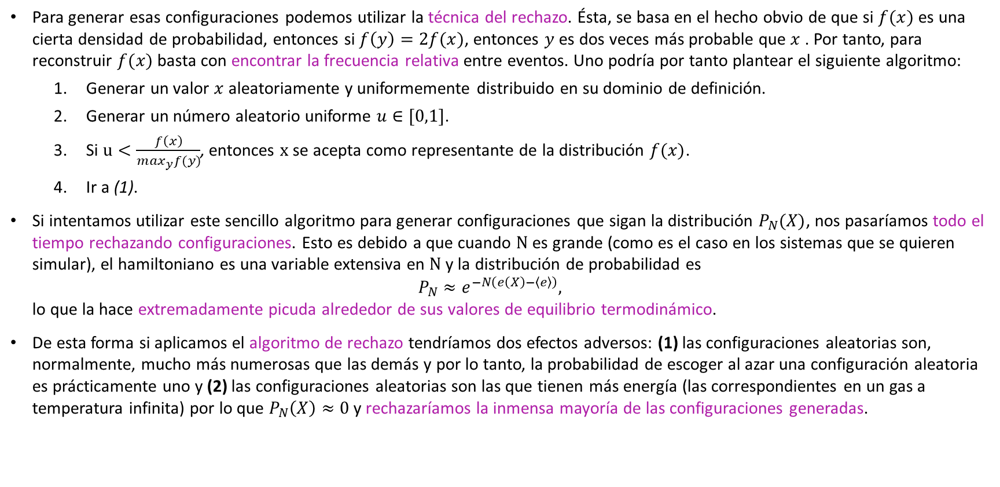 • Para generar esas configuraciones podemos utilizar la técnica del rechazo. Ésta, se basa en el hecho obvio de que si f(x) es una
cierta densidad de probabilidad, entonces si f(y) = 2f(x), entonces y es dos veces más probable que x . Por tanto, para
reconstruir f(x) basta con encontrar la frecuencia relativa entre eventos. Uno podría por tanto plantear el siguiente algoritmo:
1. Generar un valor x aleatoriamente y uniformemente distribuido en su dominio de definición.
2. Generar un número aleatorio uniforme u ∈ [0,1].
3. Si u < f(x)/max_y f(y), entonces x se acepta como representante de la distribución f(x).
4. Ir a (1).
• Si intentamos utilizar este sencillo algoritmo para generar configuraciones que sigan la distribución P_N(X), nos pasaríamos todo el
tiempo rechazando configuraciones. Esto es debido a que cuando N es grande (como es el caso en los sistemas que se quieren
simular), el hamiltoniano es una variable extensiva en N y la distribución de probabilidad es
P_N ≈ e^{−N(e(X)−⟨e⟩)},
lo que la hace extremadamente picuda alrededor de sus valores de equilibrio termodinámico.
• De esta forma si aplicamos el algoritmo de rechazo tendríamos dos efectos adversos: (1) las configuraciones aleatorias son,
normalmente, mucho más numerosas que las demás y por lo tanto, la probabilidad de escoger al azar una configuración aleatoria
es prácticamente uno y (2) las configuraciones aleatorias son las que tienen más energía (las correspondientes en un gas a
temperatura infinita) por lo que P_N(X) ≈ 0 y rechazaríamos la inmensa mayoría de las configuraciones generadas.